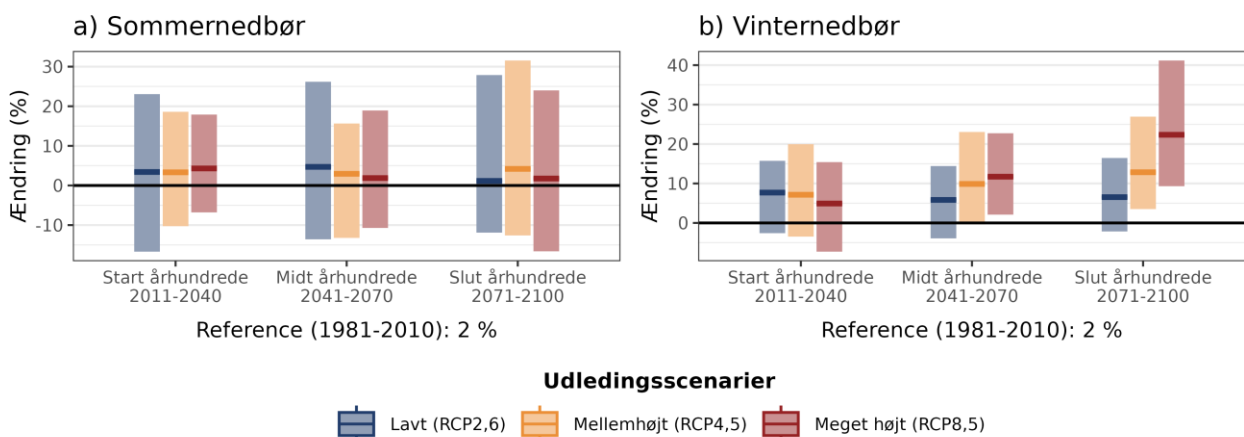 a) Sommernedbør
Ændring (%)
30
20
10
0
-10
Start århundrede
2011-2040
Midt århundrede
2041-2070
Slut århundrede
2071-2100
Reference (1981-2010): 2 %
b) Vinternedbør
Ændring (%)
40
30
20
10
0
Start århundrede
2011-2040
Midt århundrede
2041-2070
Slut århundrede
2071-2100
Reference (1981-2010): 2 %
Udledingsscenarier
Lavt (RCP2,6)
Mellemhøjt (RCP4,5)
Meget højt (RCP8,5)